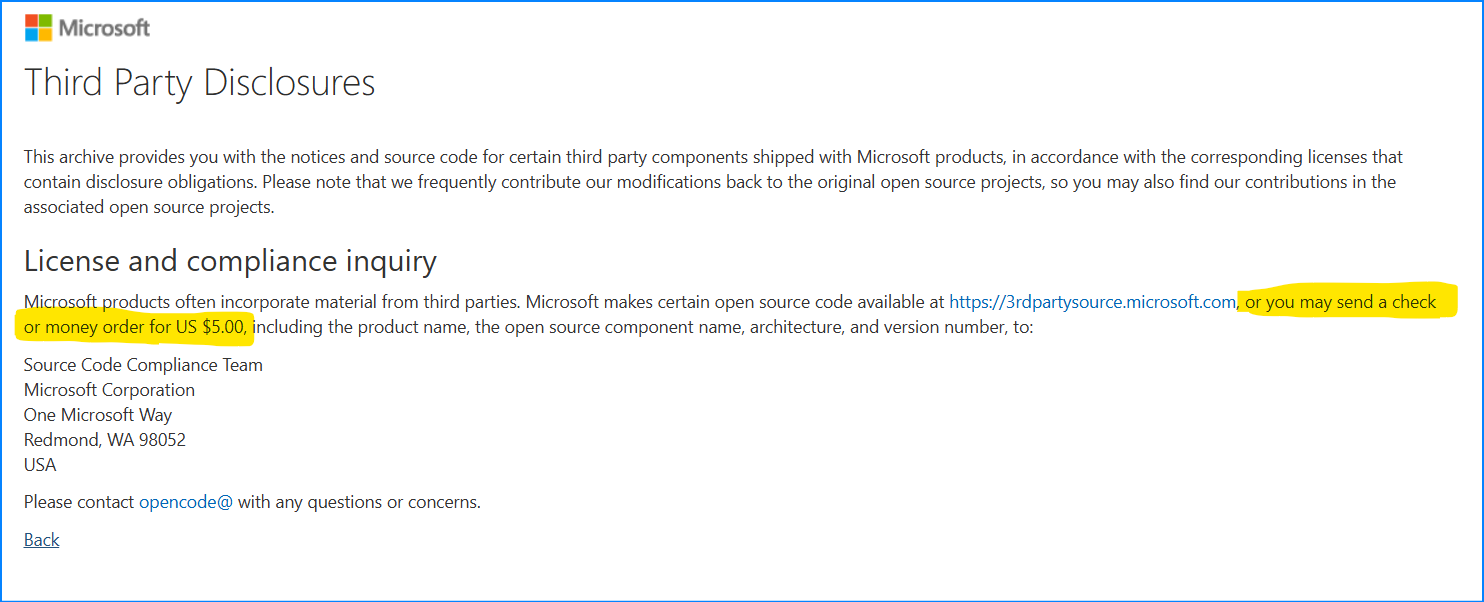 Microsoft
Third Party Disclosures
This archive provides you with the notices and source code for certain third party components shipped with Microsoft products, in accordance with the corresponding licenses that
contain disclosure obligations. Please note that we frequently contribute our modifications back to the original open source projects, so you may also find our contributions in the
associated open source projects.
License and compliance inquiry
Microsoft products often incorporate material from third parties. Microsoft makes certain open source code available at https://3rdpartysource.microsoft.com, or you may send a check
or money order for US $5.00, including the product name, the open source component name, architecture, and version number, to:
Source Code Compliance Team
Microsoft Corporation
One Microsoft Way
Redmond, WA 98052
USA
Please contact opencode@ with any questions or concerns.
Back